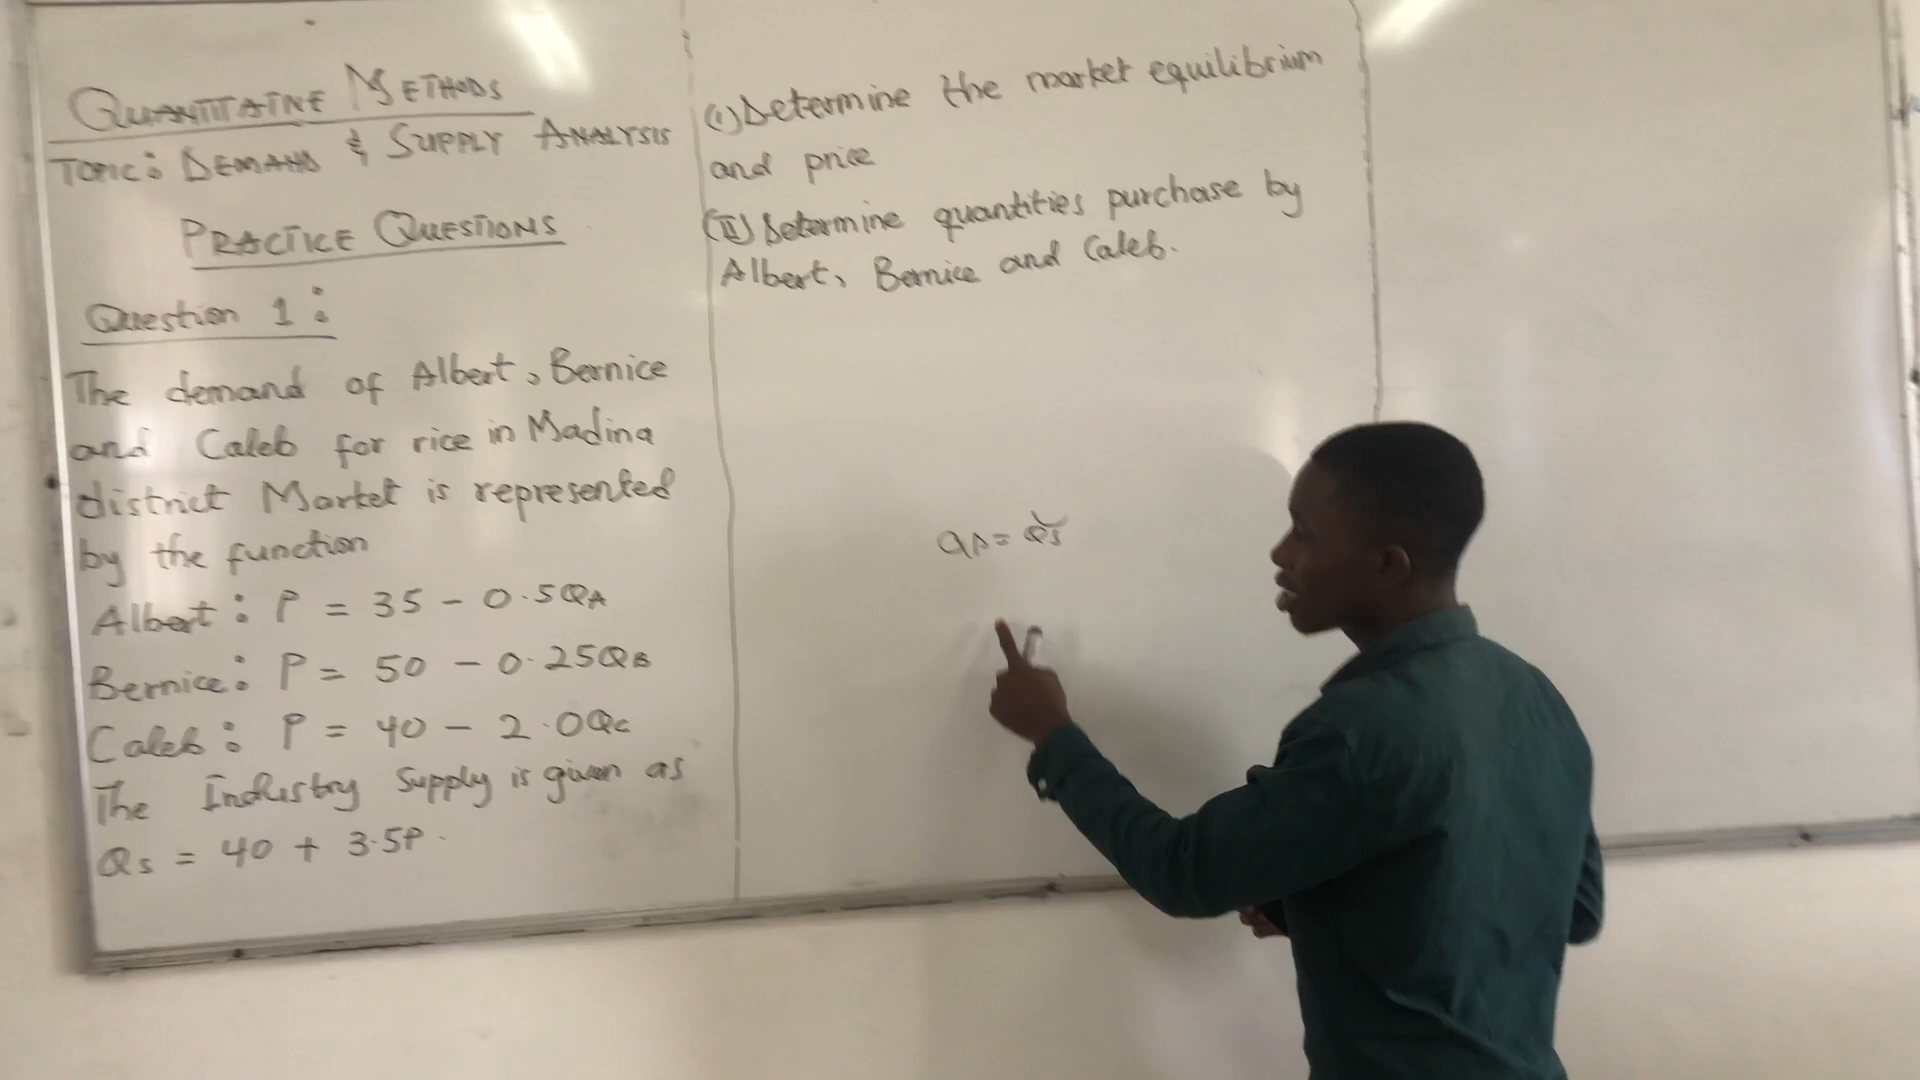 QUANTITATIVE METHODS
TOPIC: DEMAND & SUPPLY ANALYSIS
PRACTICE QUESTIONS
Question 1:
The demand of Albert, Bernice
and Caleb for rice in Madina
district Market is represented
by the function
Albert: P = 35 - 0.5QA
Bernice: P = 50 - 0.25QB
Caleb: P = 40 - 2.0Qc
The Industry Supply is given as
Qs = 40 + 3.5P.
(i) Determine the market equilibrium
and price
(II) Determine quantities purchase by
Albert, Bernice and Caleb.
QD = Qs